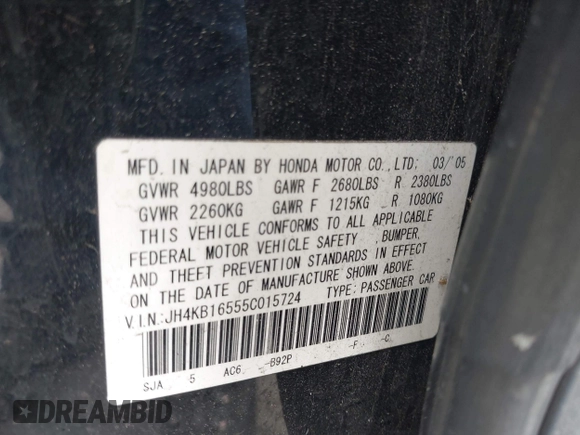 MFD. IN JAPAN BY HONDA MOTOR CO., LTD. 03/'05
GVWR 4980LBS GAWR F 2680LBS R 2380LBS
GVWR 2260KG GAWR F 1215KG R 1080KG
THIS VEHICLE CONFORMS TO ALL APPLICABLE
FEDERAL MOTOR VEHICLE SAFETY , BUMPER,
AND THEFT PREVENTION STANDARDS IN EFFECT
ON THE DATE OF MANUFACTURE SHOWN ABOVE.
V.I.N.:JH4KB16555C015724 TYPE: PASSENGER CAR
SJA 5 AC6 -B92P -F -C
DREAMBID